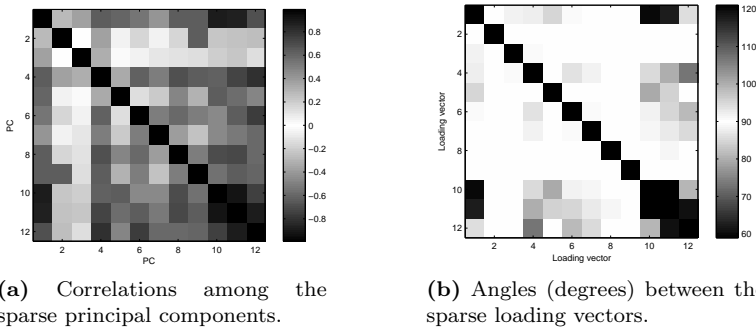 2
4
6
8
10
12
PC
2 4 6 8 10 12
PC
0.8
0.6
0.4
0.2
0
−0.2
−0.4
−0.6
−0.8
2
4
6
8
10
12
Loading vector
2 4 6 8 10 12
Loading vector
120
110
100
90
80
70
60
(a) Correlations among the
sparse principal components.
(b) Angles (degrees) between th
sparse loading vectors.